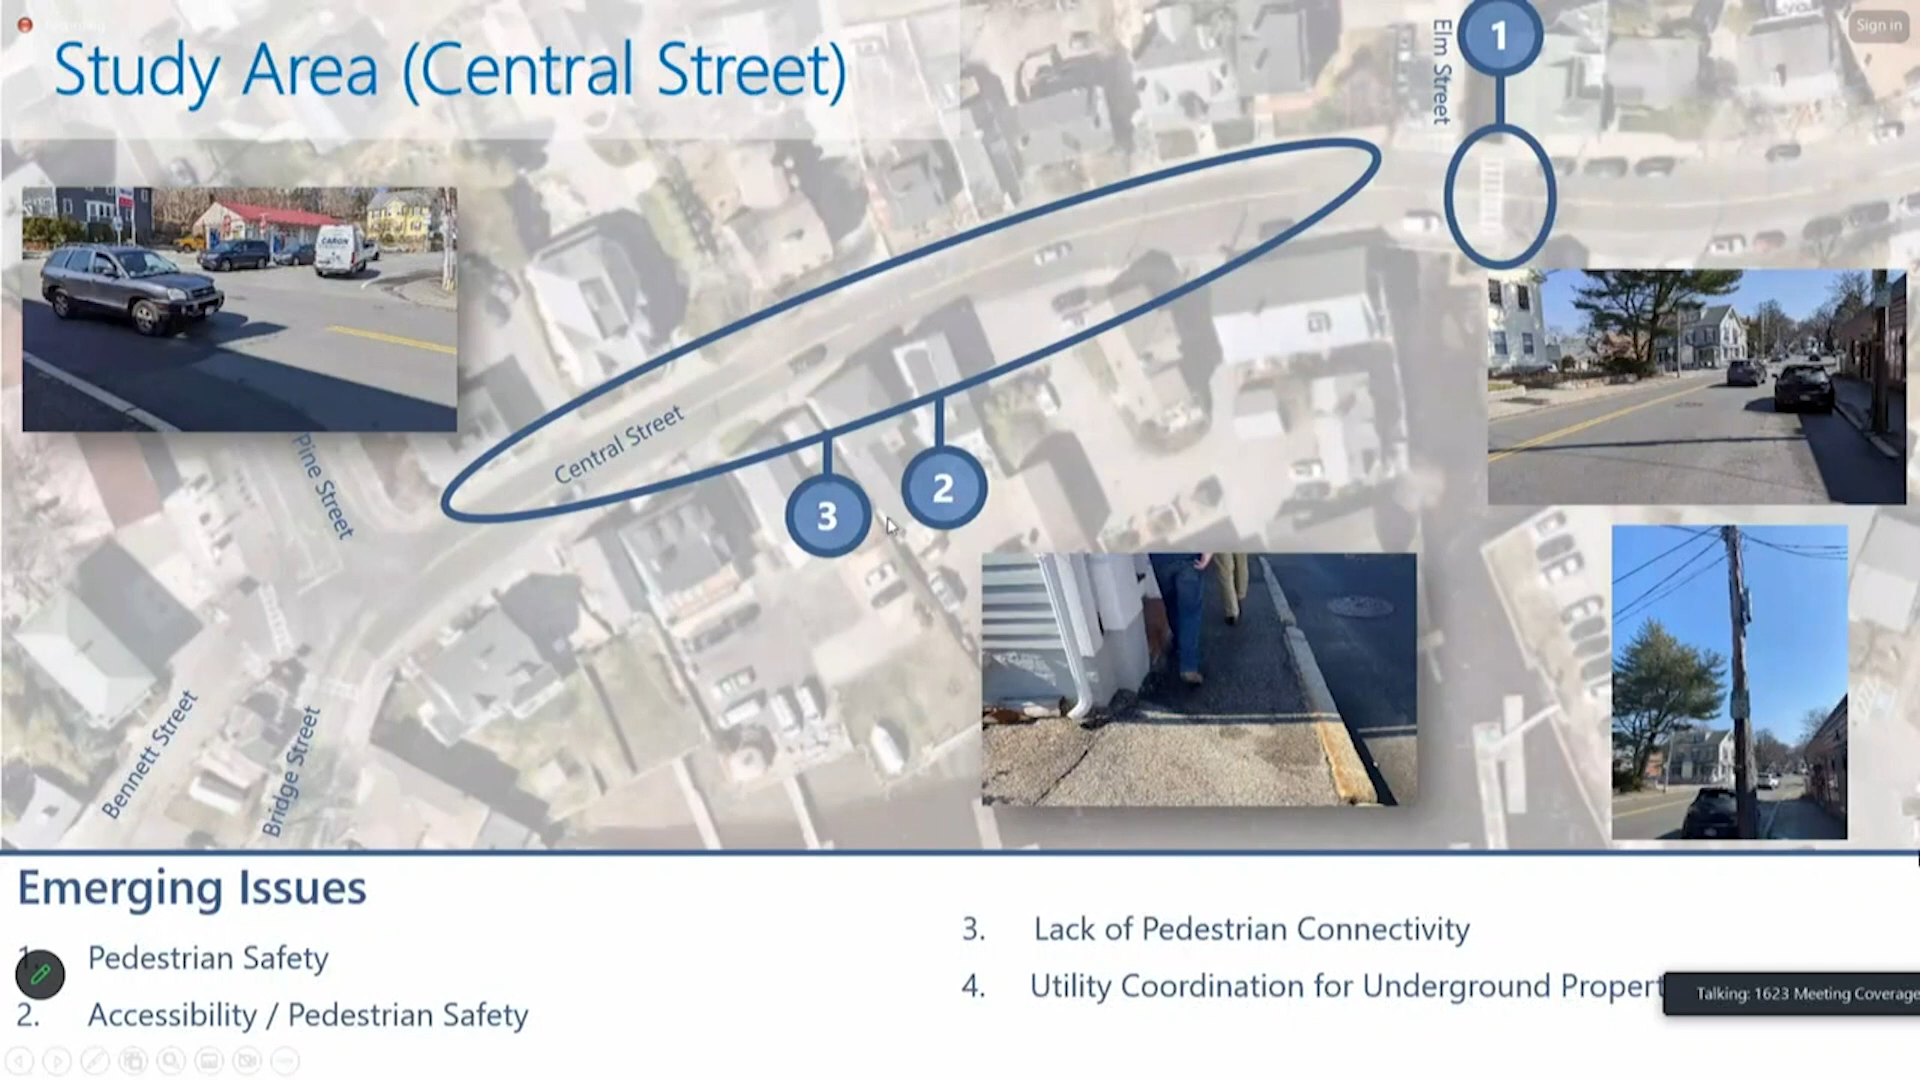 Sign in
Study Area (Central Street)
Elm Street
1
CARON
Central Street
Pine Street
2
3
Bennett Street
Bridge Street
Emerging Issues
1. Pedestrian Safety
2. Accessibility / Pedestrian Safety
3. Lack of Pedestrian Connectivity
4. Utility Coordination for Underground Propert
Talking: 1623 Meeting Coverage